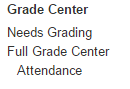 Grade Center
Needs Grading
Full Grade Center
Attendance